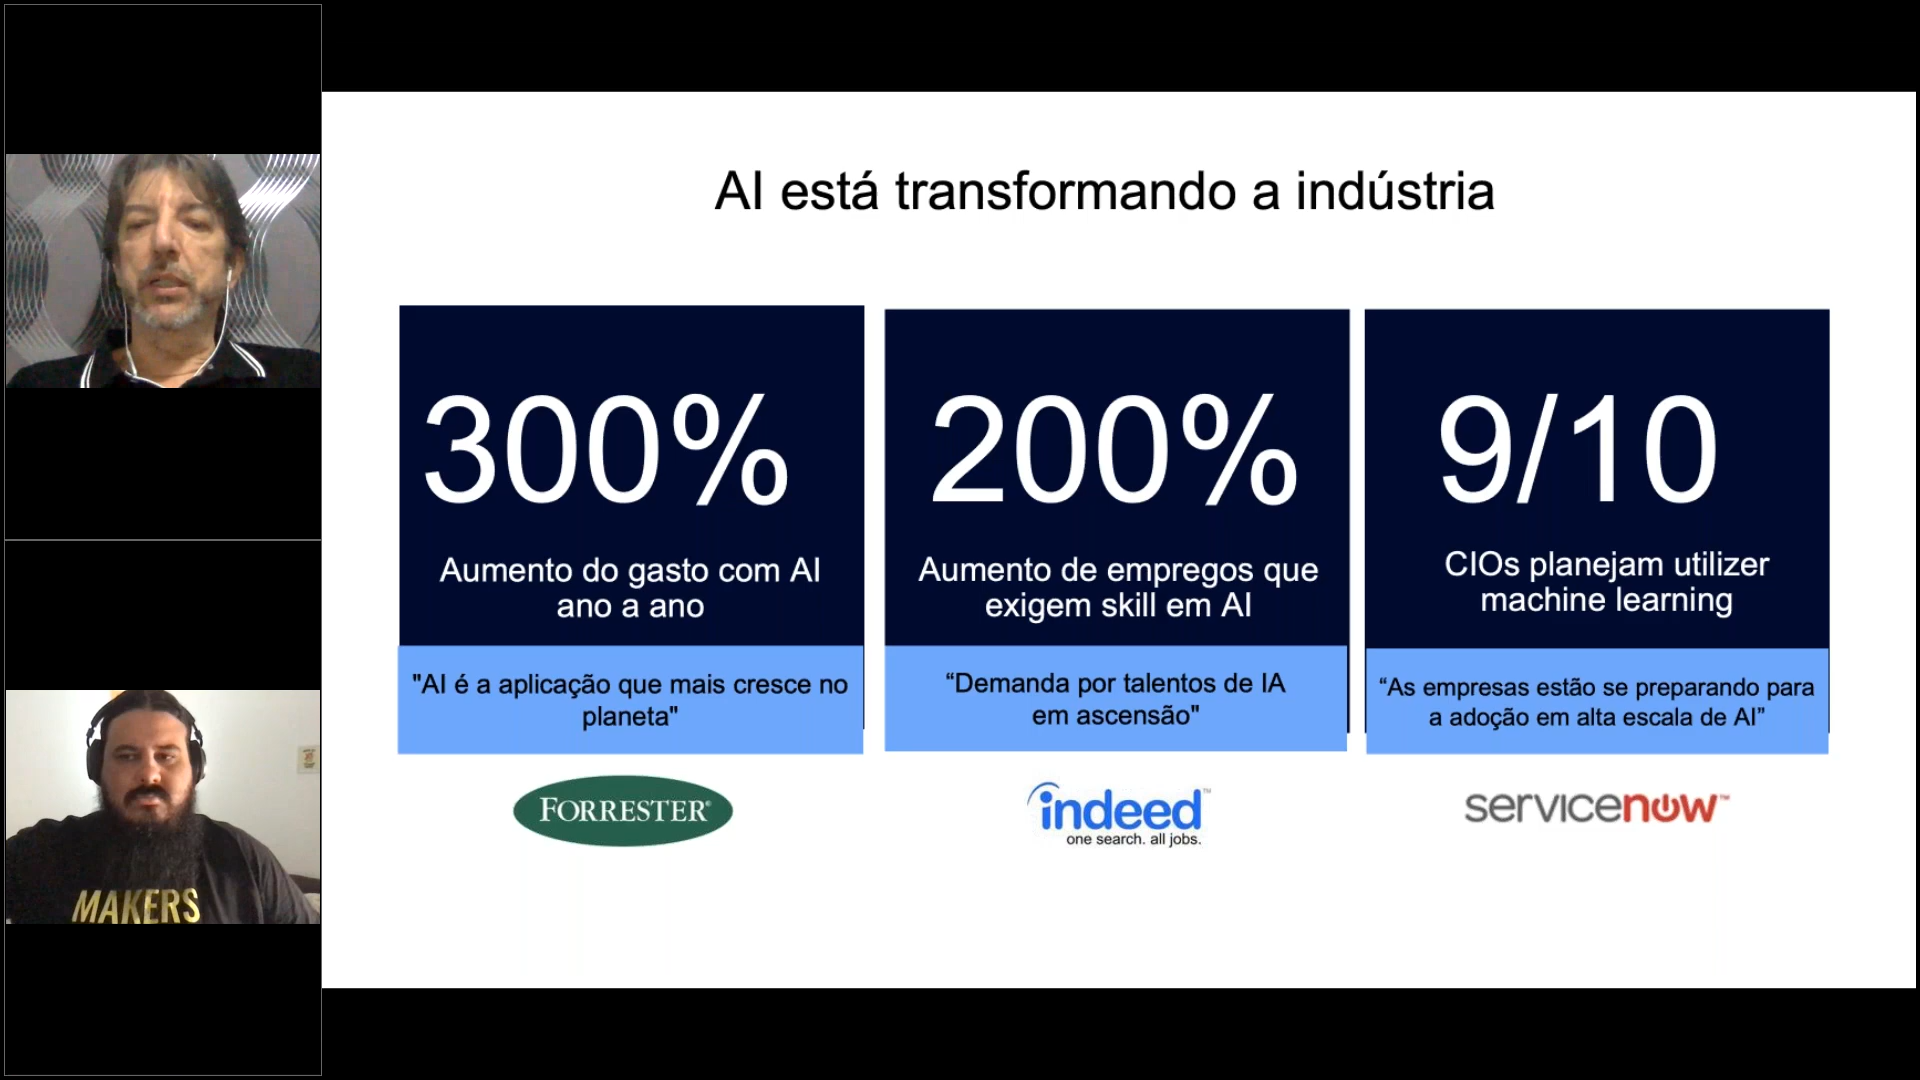 AI está transformando a indústria
300%
Aumento do gasto com AI
ano a ano
"AI é a aplicação que mais cresce no
planeta"
FORRESTER®
200%
Aumento de empregos que
exigem skill em AI
“Demanda por talentos de IA
em ascensão"
indeed™
one search. all jobs.
9/10
CIOs planejam utilizer
machine learning
“As empresas estão se preparando para
a adoção em alta escala de AI”
servicenow™
MAKERS